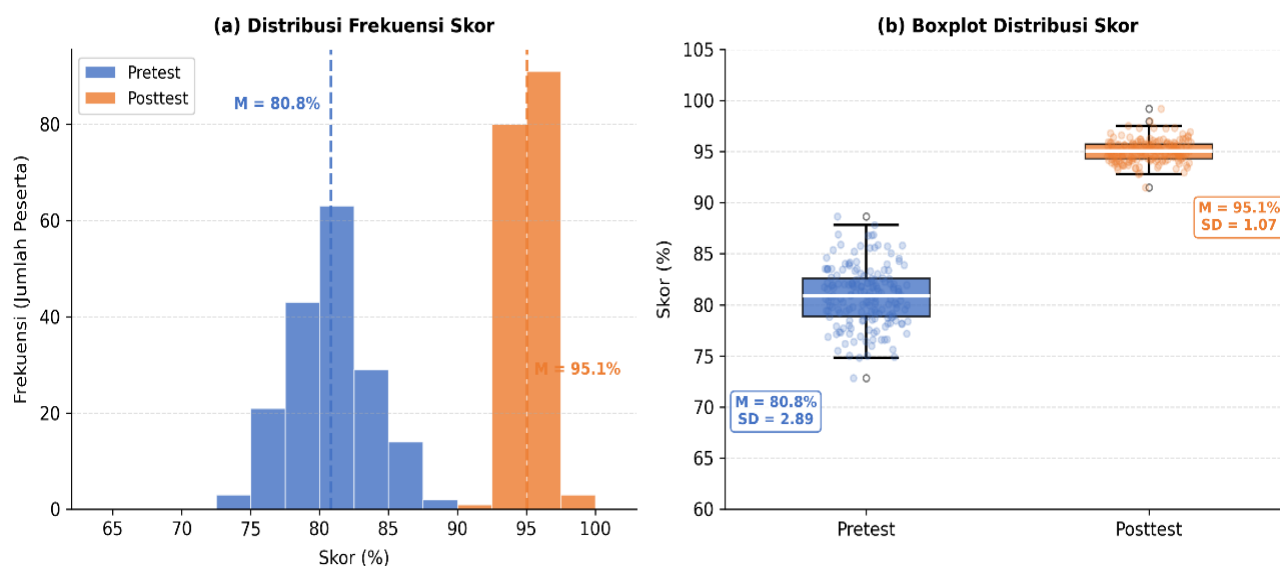 (a) Distribusi Frekuensi Skor
Pretest
Posttest
M = 80.8%
M = 95.1%
Frekuensi (Jumlah Peserta)
80
60
40
20
0
65 70 75 80 85 90 95 100
Skor (%)
(b) Boxplot Distribusi Skor
Skor (%)
105
100
95
90
85
80
75
70
65
60
M = 95.1%
SD = 1.07
M = 80.8%
SD = 2.89
Pretest Posttest